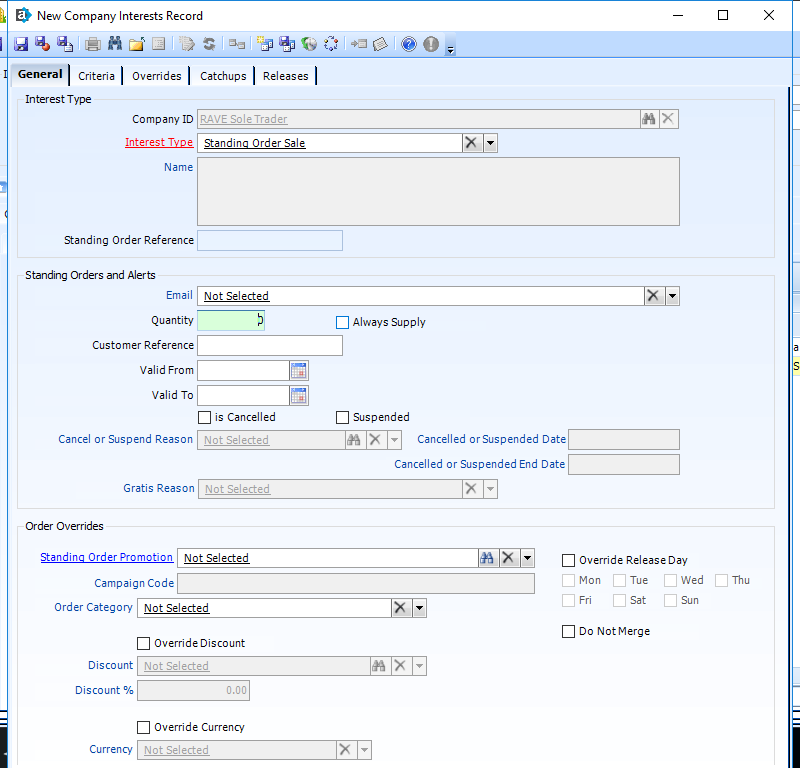 New Company Interests Record
General Criteria Overrides Catchups Releases
Interest Type
Company ID RAVE Sole Trader
Interest Type Standing Order Sale
Name
Standing Order Reference
Standing Orders and Alerts
Email Not Selected
Quantity
Always Supply
Customer Reference
Valid From
Valid To
is Cancelled Suspended
Cancel or Suspend Reason Not Selected Cancelled or Suspended Date
Cancelled or Suspended End Date
Gratis Reason Not Selected
Order Overrides
Standing Order Promotion Not Selected Override Release Day
Campaign Code Mon Tue Wed Thu
Order Category Not Selected Fri Sat Sun
Do Not Merge
Override Discount
Discount Not Selected
Discount % 0.00
Override Currency
Currency Not Selected